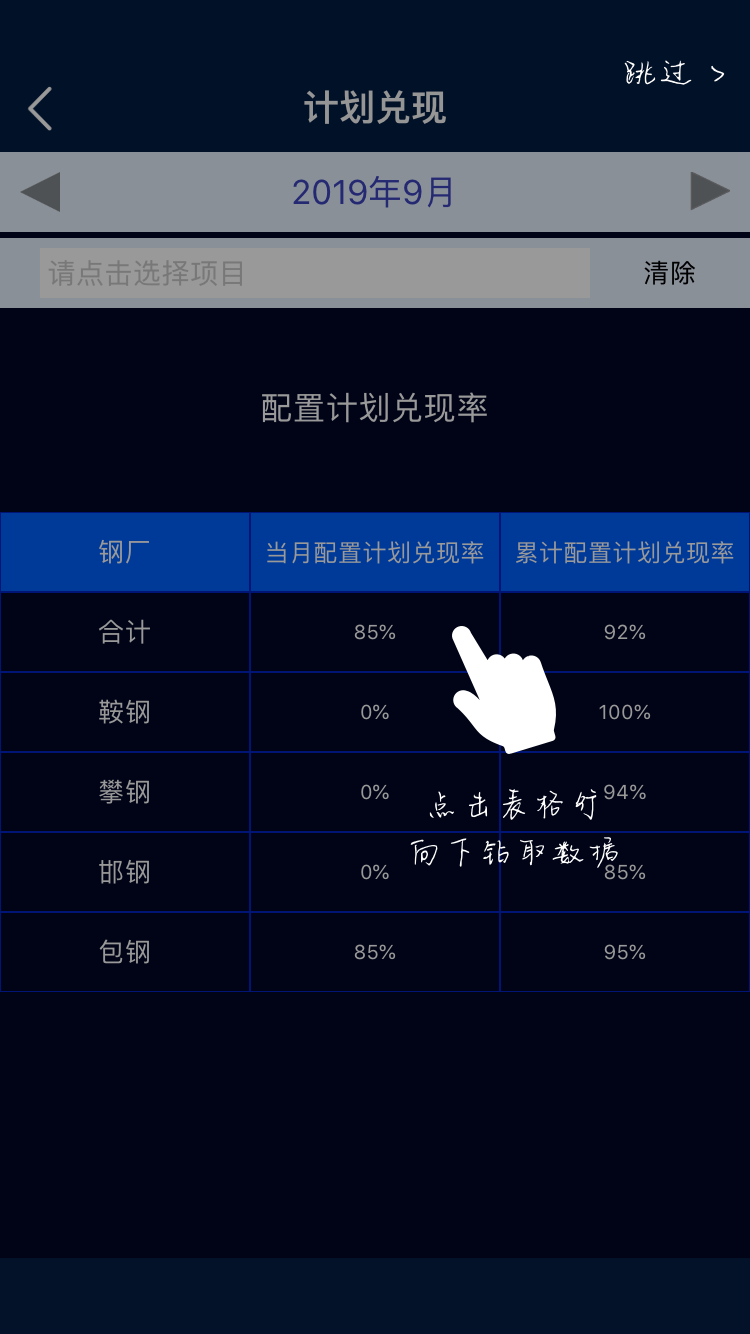 跳过 >
计划兑现
2019年9月
请点击选择项目 清除
配置计划兑现率
钢厂 当月配置计划兑现率 累计配置计划兑现率
合计 85% 92%
鞍钢 0% 100%
攀钢 0% 94%
邯钢 0% 85%
包钢 85% 95%
点击表格行
向下钻取数据